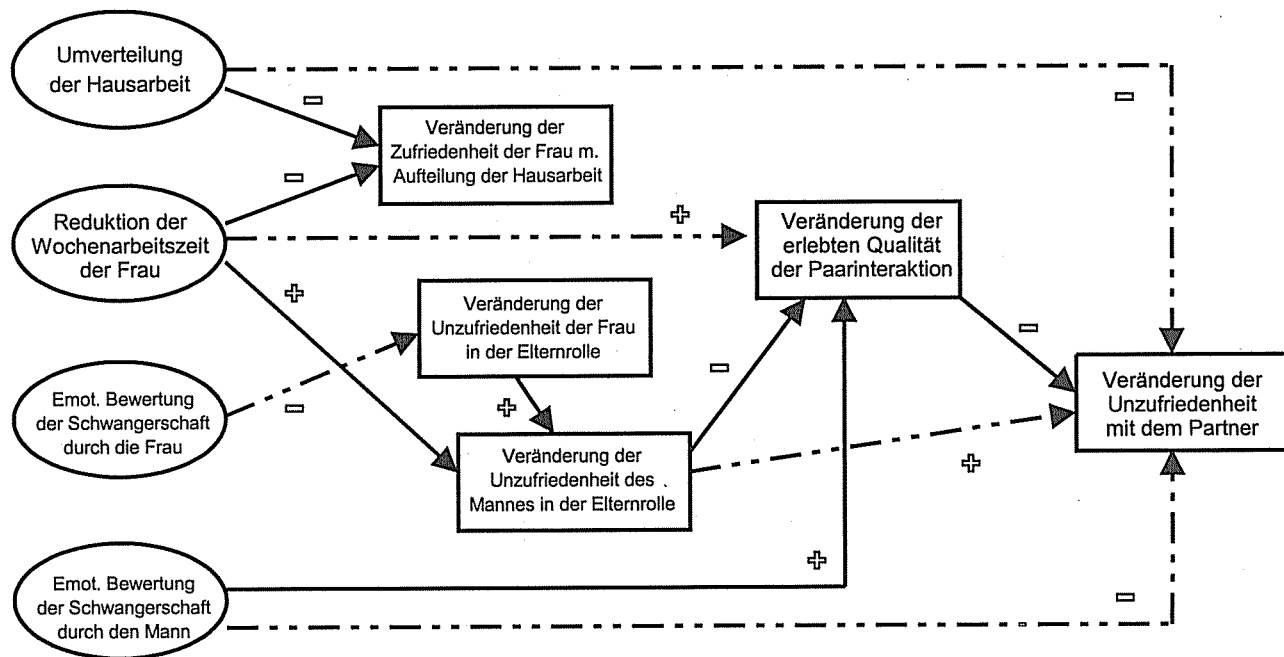 Umverteilung
der Hausarbeit
Veränderung der
Zufriedenheit der Frau m.
Aufteilung der Hausarbeit
Reduktion der
Wochenarbeitszeit
der Frau
Veränderung der
erlebten Qualität
der Paarinteraktion
Veränderung der
Unzufriedenheit der Frau
in der Elternrolle
Emot. Bewertung
der Schwangerschaft
durch die Frau
Veränderung der
Unzufriedenheit
mit dem Partner
Veränderung der
Unzufriedenheit des
Mannes in der Elternrolle
Emot. Bewertung
der Schwangerschaft
durch den Mann